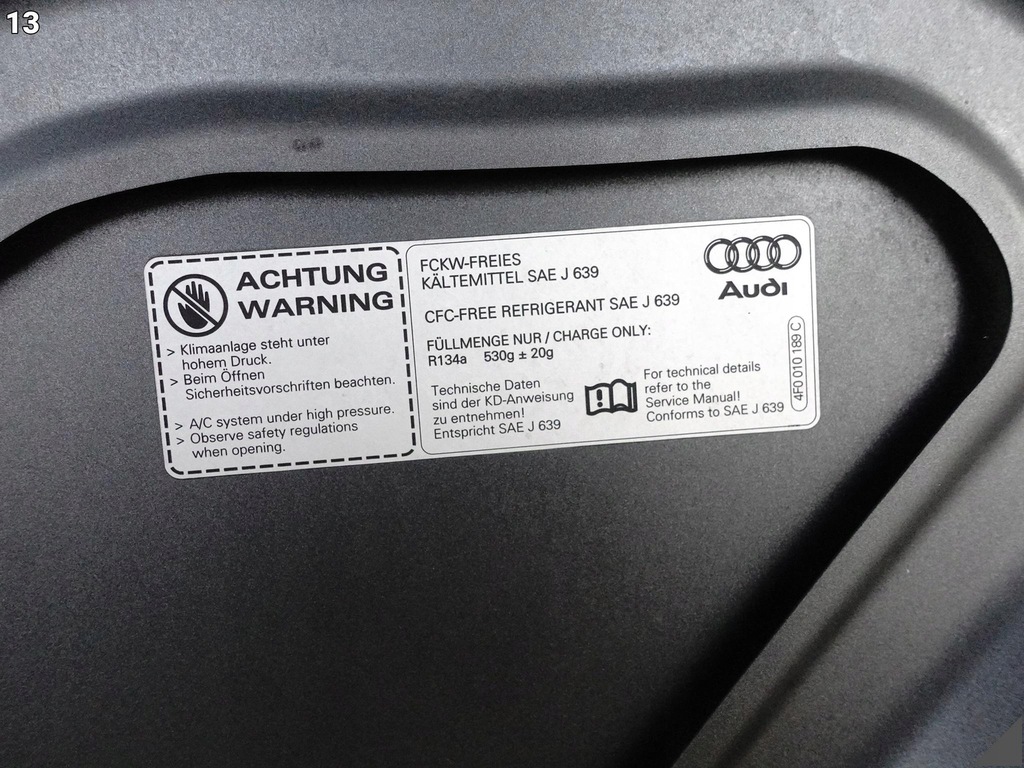 13
ACHTUNG
WARNING
> Klimaanlage steht unter
hohem Druck.
> Beim Öffnen
Sicherheitsvorschriften beachten.
> A/C system under high pressure.
> Observe safety regulations
when opening.
FCKW-FREIES
KÄLTEMITTEL SAE J 639
CFC-FREE REFRIGERANT SAE J 639
FÜLLMENGE NUR / CHARGE ONLY:
R134a 530g ± 20g
Technische Daten
sind der KD-Anweisung
zu entnehmen!
Entspricht SAE J 639
For technical details
refer to the
Service Manual!
Conforms to SAE J 639
Audi
4F0 010 189 C